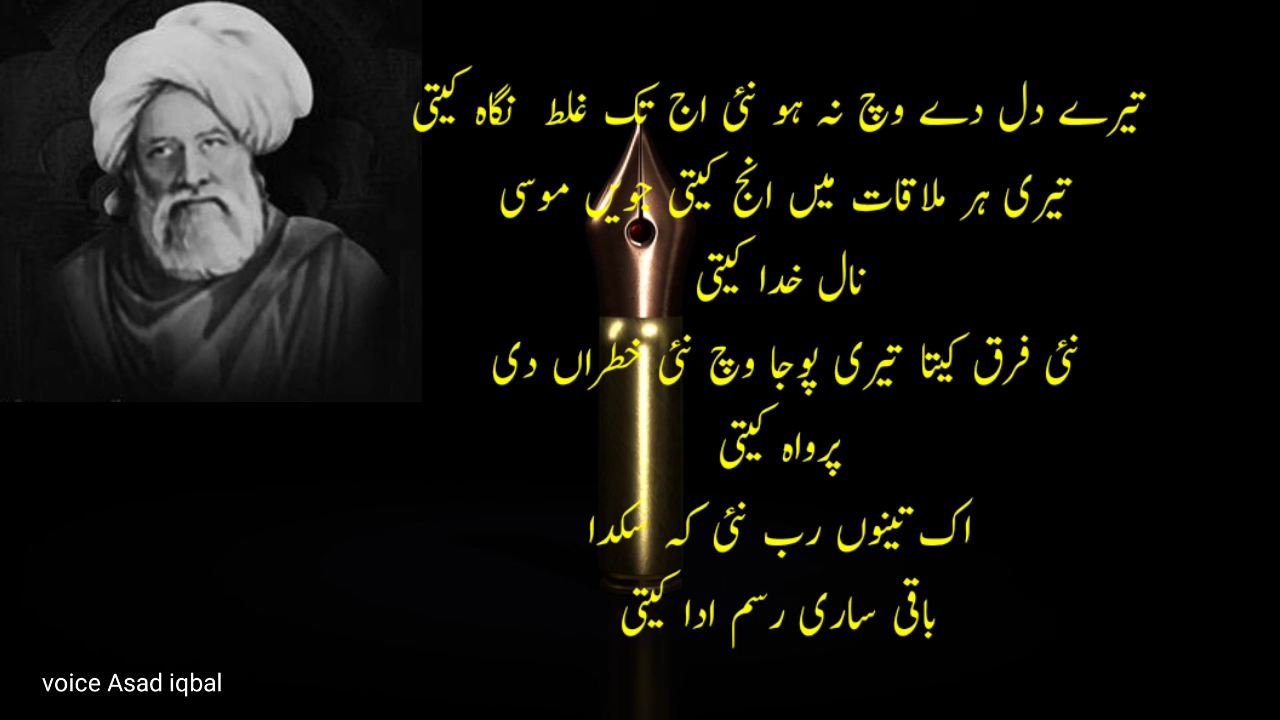 تیرے دل دے وچ نہ ہو نئی اج تک غلط نگاہ کیتی
تیری ہر ملاقات میں انج کیتی جویں موسی
نال خدا کیتی
نئی فرق کیتا تیری پوجا وچ نئی خطراں دی
پرواہ کیتی
اک تینوں رب نئی کہ سکدا
باقی ساری رسم ادا کیتی
voice Asad iqbal